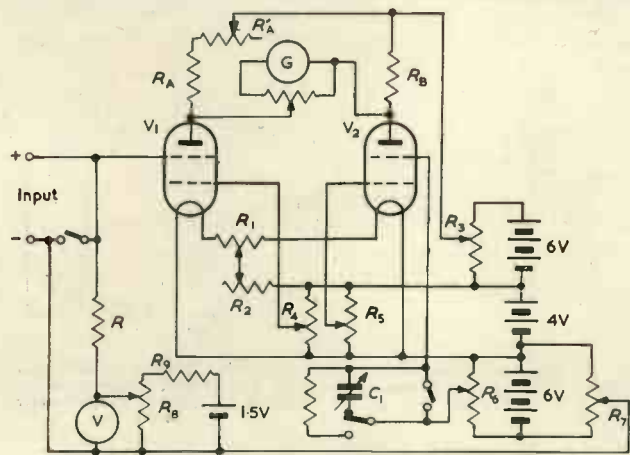 R'A
G
RA
RB
V1
V2
+
Input
R1
R3
6V
-
R2
R4
R5
4V
R
R9
C1
R6
6V
R7
R8
1·5V
V